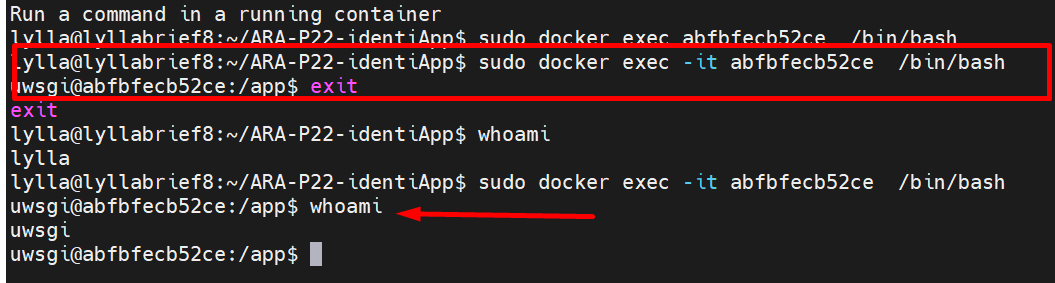 Run a command in a running container
lylla@lyllabrief8:~/ARA-P22-identiApp$ sudo docker exec abfbfecb52ce  /bin/bash
lylla@lyllabrief8:~/ARA-P22-identiApp$ sudo docker exec -it abfbfecb52ce  /bin/bash
uwsgi@abfbfecb52ce:/app$ exit
exit
lylla@lyllabrief8:~/ARA-P22-identiApp$ whoami
lylla
lylla@lyllabrief8:~/ARA-P22-identiApp$ sudo docker exec -it abfbfecb52ce  /bin/bash
uwsgi@abfbfecb52ce:/app$ whoami
uwsgi
uwsgi@abfbfecb52ce:/app$